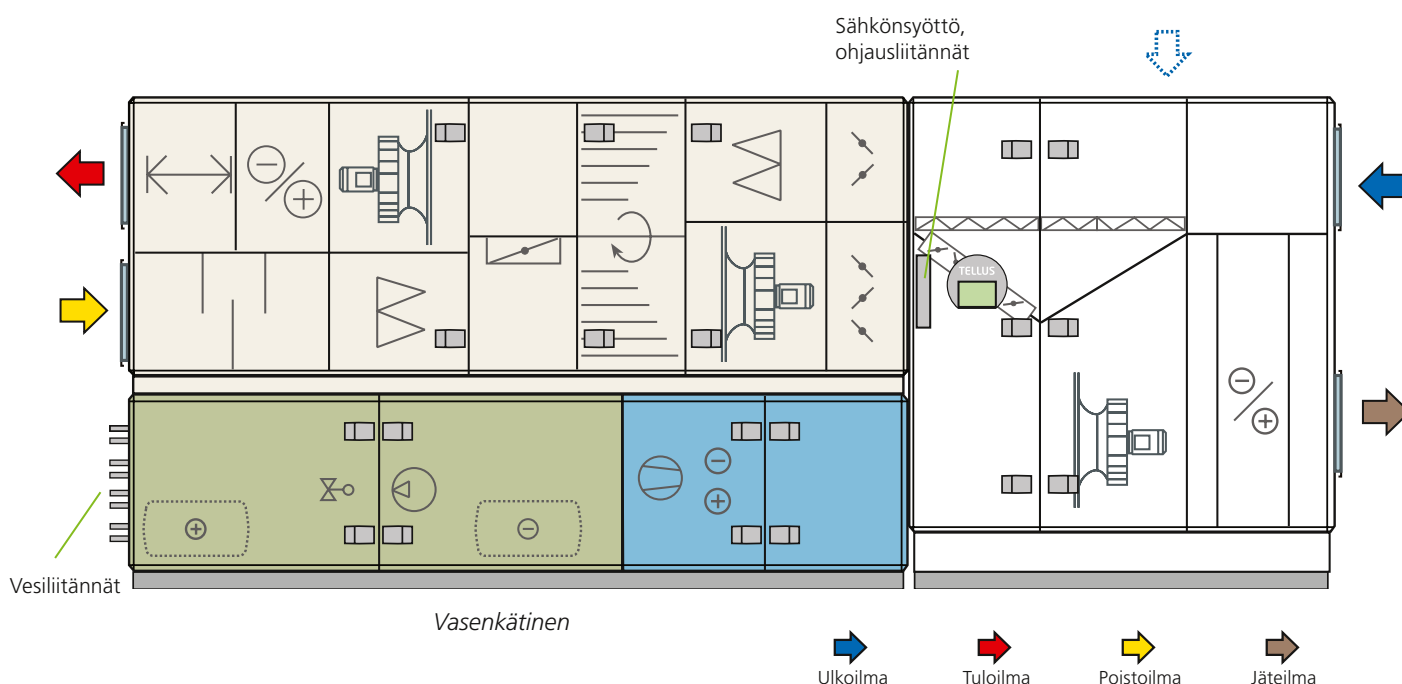 Sähkönsyöttö,
ohjausliitännät
TELLUS
Vesiliitännät
Vasenkätinen
Ulkoilma
Tuloilma
Poistoilma
Jäteilma